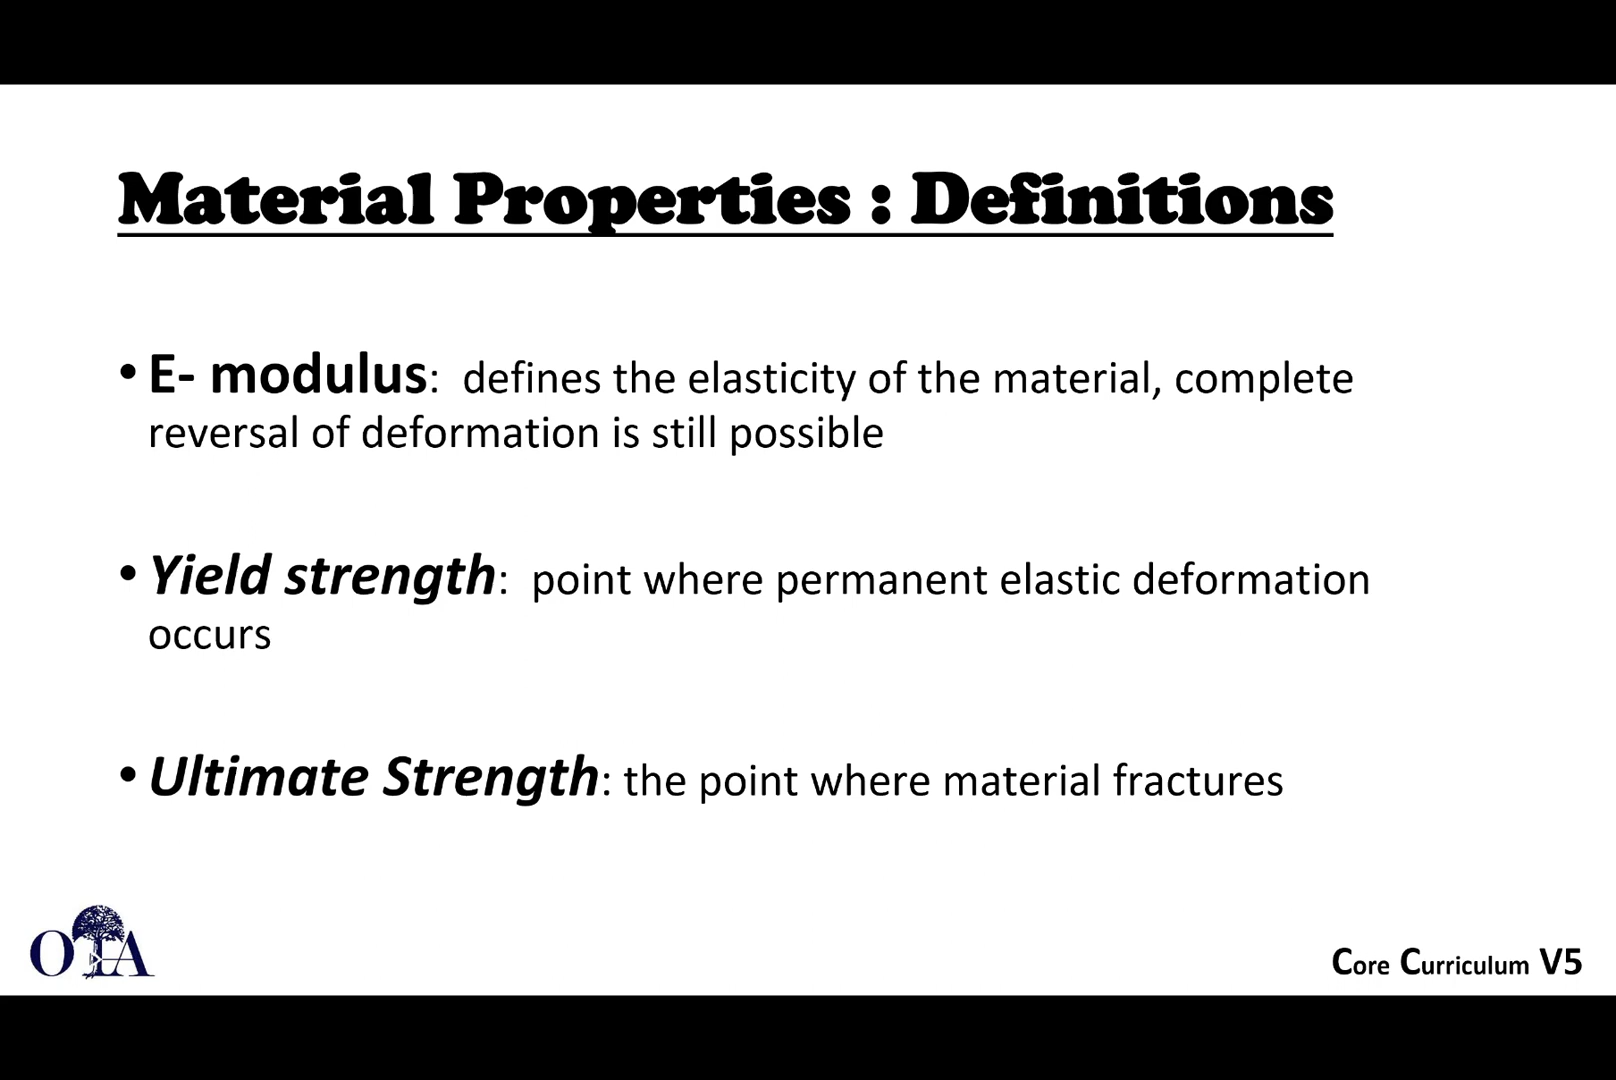 Material Properties : Definitions
• E- modulus: defines the elasticity of the material, complete
reversal of deformation is still possible
• Yield strength: point where permanent elastic deformation
occurs
• Ultimate Strength: the point where material fractures
OTA
Core Curriculum V5